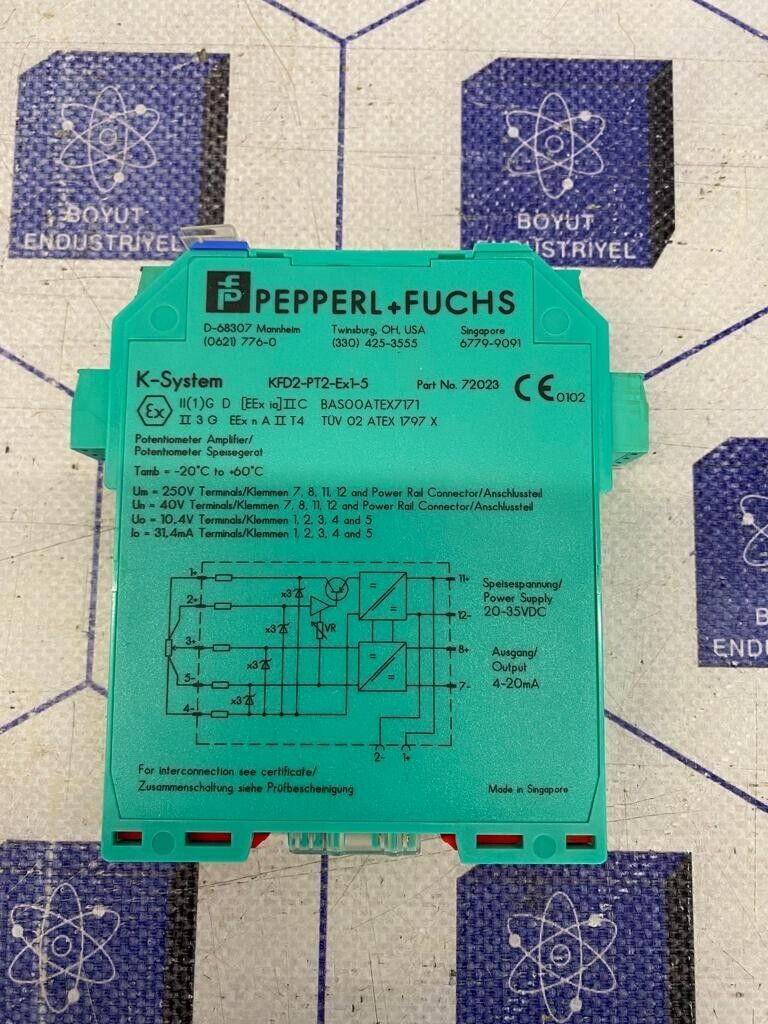 BOYUT
ENDUSTRIYEL
BOYUT
ENDUSTRIYEL
PEPPERL+FUCHS
D-68307 Mannheim Twinsburg, OH, USA Singapore
(0621) 776-0 (330) 425-3555 6779-9091
K-System KFD2-PT2-Ex1-5 Part No. 72023 CE 0102
Ex II(1)G D [EEx ia]IIC BAS00ATEX7171
II 3 G EEx n A II T4 TÜV 02 ATEX 1797 X
Potentiometer Amplifier/
Potentiometer Speisegerat
Tamb = -20°C to +60°C
Um = 250V Terminals/Klemmen 7, 8, 11, 12 and Power Rail Connector/Anschlussteil
Un = 40V Terminals/Klemmen 7, 8, 11, 12 and Power Rail Connector/Anschlussteil
Uo = 10,4V Terminals/Klemmen 1, 2, 3, 4 and 5
Io = 31,4mA Terminals/Klemmen 1, 2, 3, 4 and 5
1+
2+
3+
5-
4-
x3
x3
x3
x3
VR
11+
12-
8+
7-
2- 1+
Speisespannung/
Power Supply
20-35VDC
Ausgang/
Output
4-20mA
For interconnection see certificate/
Zusammenschaltung siehe Prüfbescheinigung
Made in Singapore